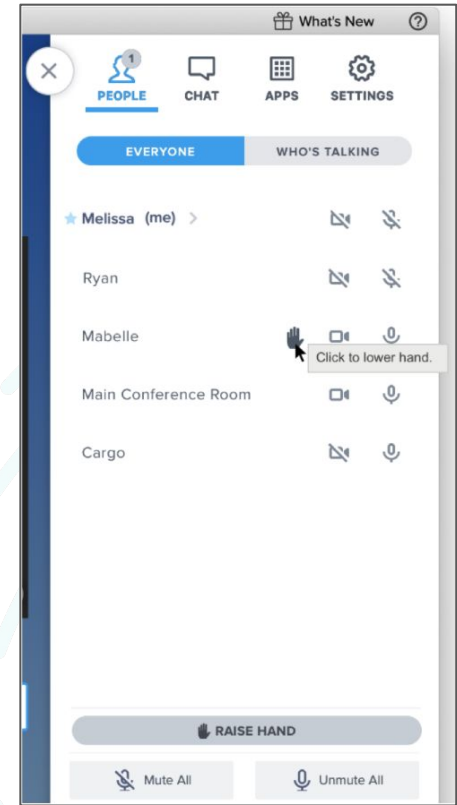 What's New
1
PEOPLE CHAT APPS SETTINGS
EVERYONE WHO'S TALKING
Melissa (me)
Ryan
Mabelle
Click to lower hand.
Main Conference Room
Cargo
RAISE HAND
Mute All Unmute All